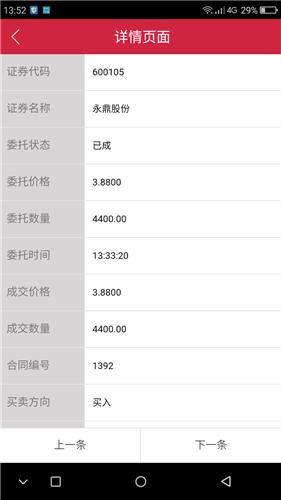 13:52 4G 29%
详情页面
证券代码 600105
证券名称 永鼎股份
委托状态 已成
委托价格 3.8800
委托数量 4400.00
委托时间 13:33:20
成交价格 3.8800
成交数量 4400.00
合同编号 1392
买卖方向 买入
上一条 下一条